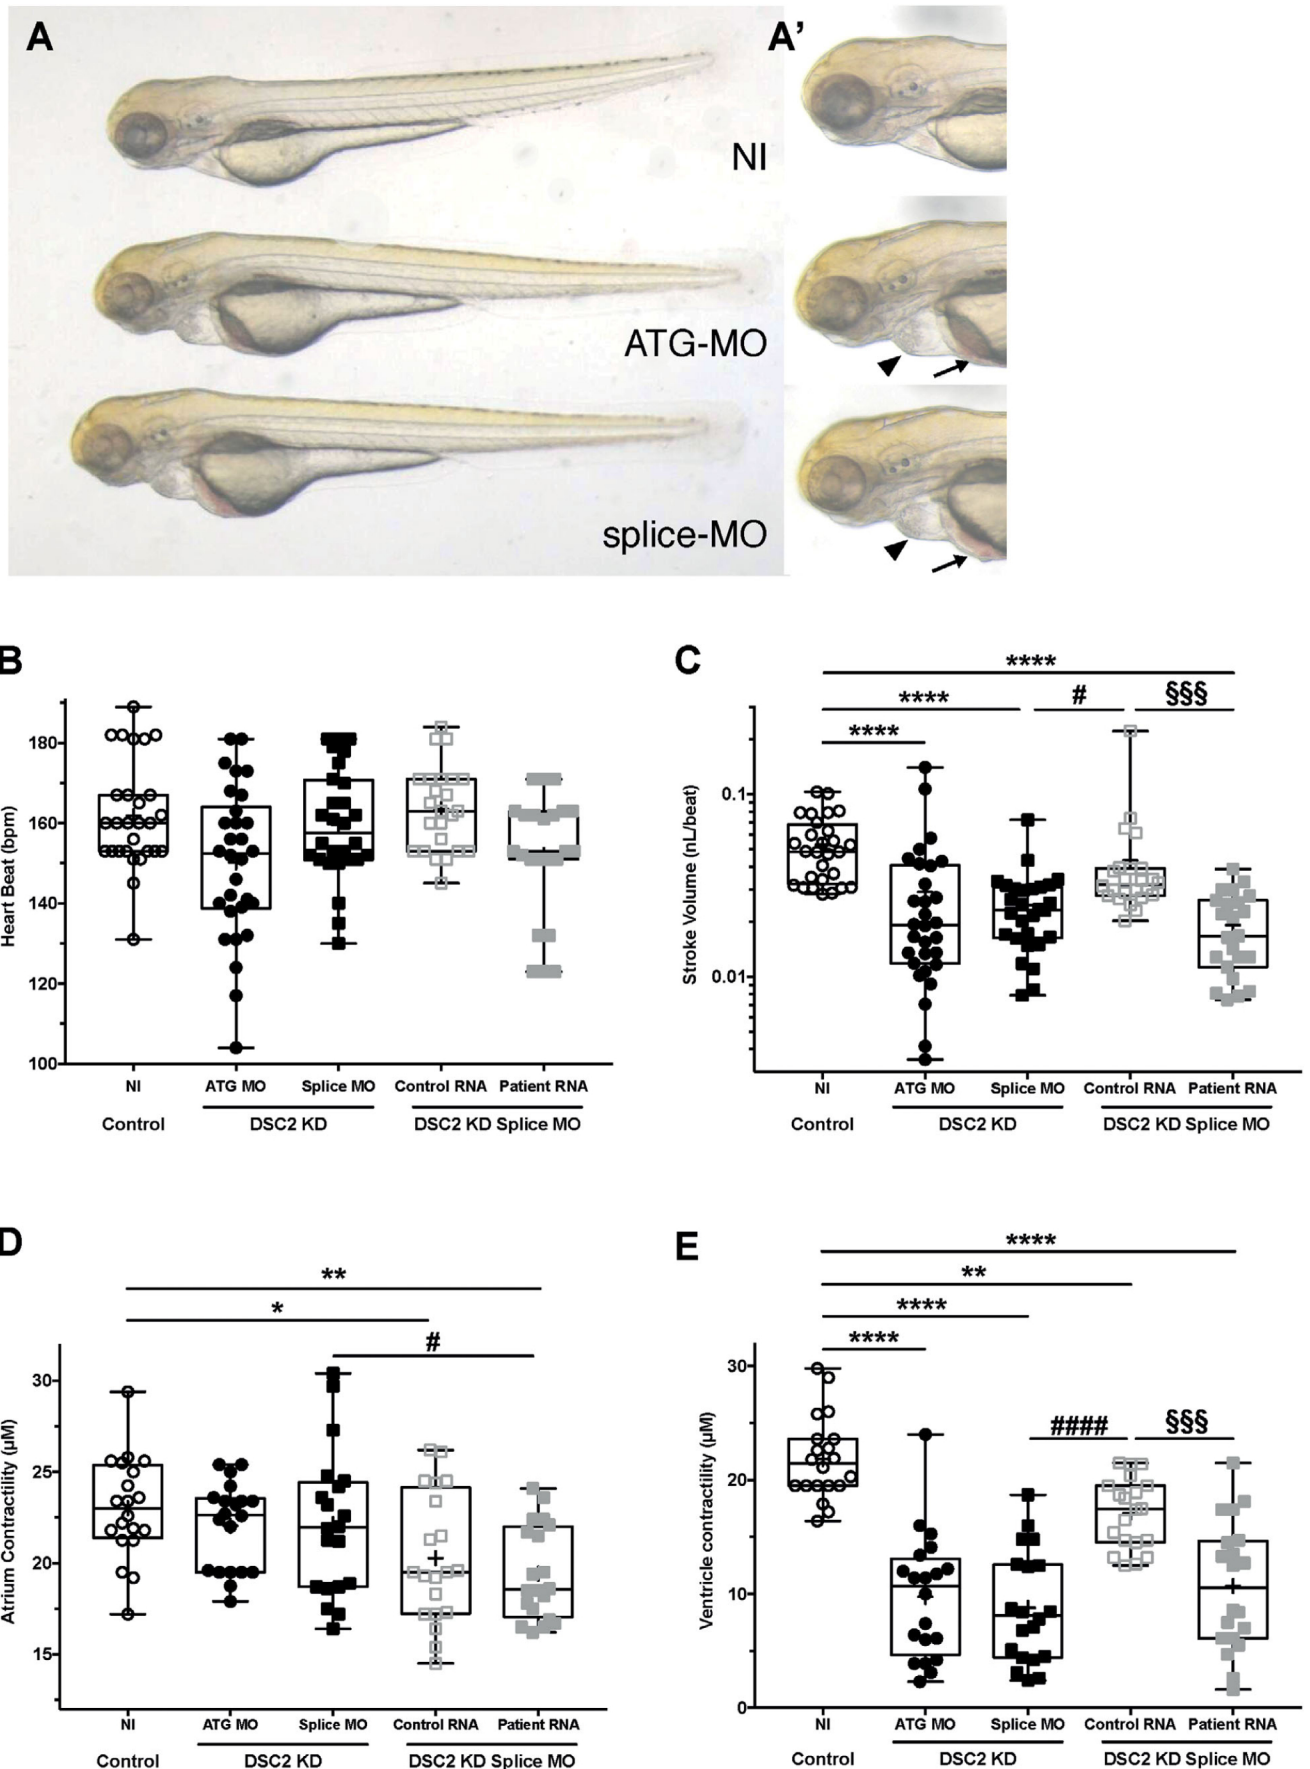 A
A'
NI
ATG-MO
splice-MO
B
Heart Beat (bpm)
180
160
140
120
100
NI
ATG MO
Splice MO
Control RNA
Patient RNA
Control
DSC2 KD
DSC2 KD Splice MO
C
****
****
#
§§§
****
Stroke Volume (nL/beat)
0.1
0.01
NI
ATG MO
Splice MO
Control RNA
Patient RNA
Control
DSC2 KD
DSC2 KD Splice MO
D
**
*
#
Atrium Contractility (µM)
30
25
20
15
NI
ATG MO
Splice MO
Control RNA
Patient RNA
Control
DSC2 KD
DSC2 KD Splice MO
E
****
**
****
****
####
§§§
Ventricle contractility (µM)
30
20
10
0
NI
ATG MO
Splice MO
Control RNA
Patient RNA
Control
DSC2 KD
DSC2 KD Splice MO